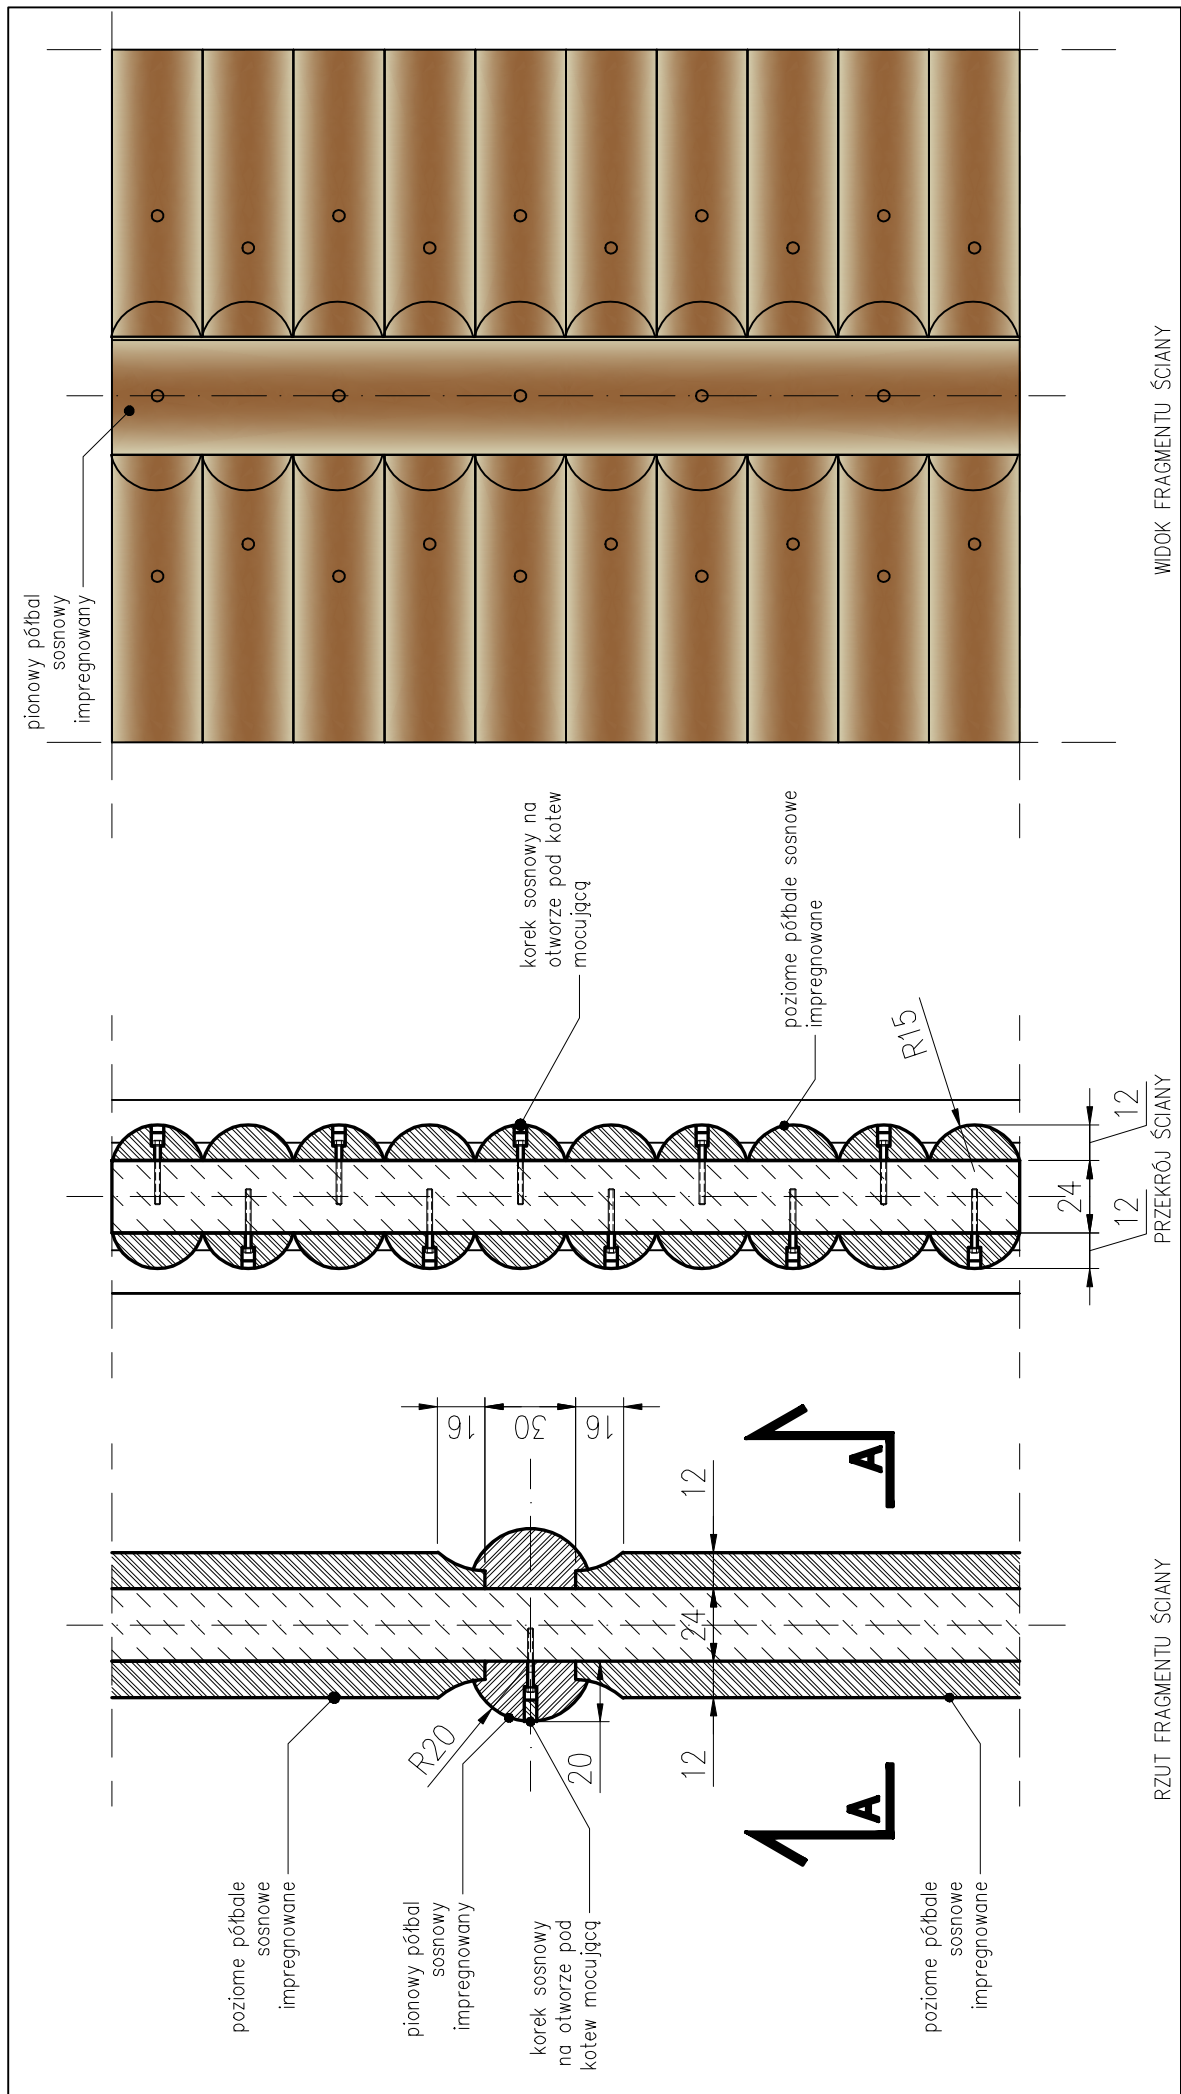 pionowy półbal
sosnowy
impregnowany
WIDOK FRAGMENTU ŚCIANY
korek sosnowy na
otworze pod kotew
mocującą
poziome półbale sosnowe
impregnowane
R15
12
24
12
PRZEKRÓJ ŚCIANY
16
30
16
12
24
12
20
R20
A
A
poziome półbale
sosnowe
impregnowane
pionowy półbal
sosnowy
impregnowany
korek sosnowy
na otworze pod
kotew mocującą
poziome półbale
sosnowe
impregnowane
RZUT FRAGMENTU ŚCIANY